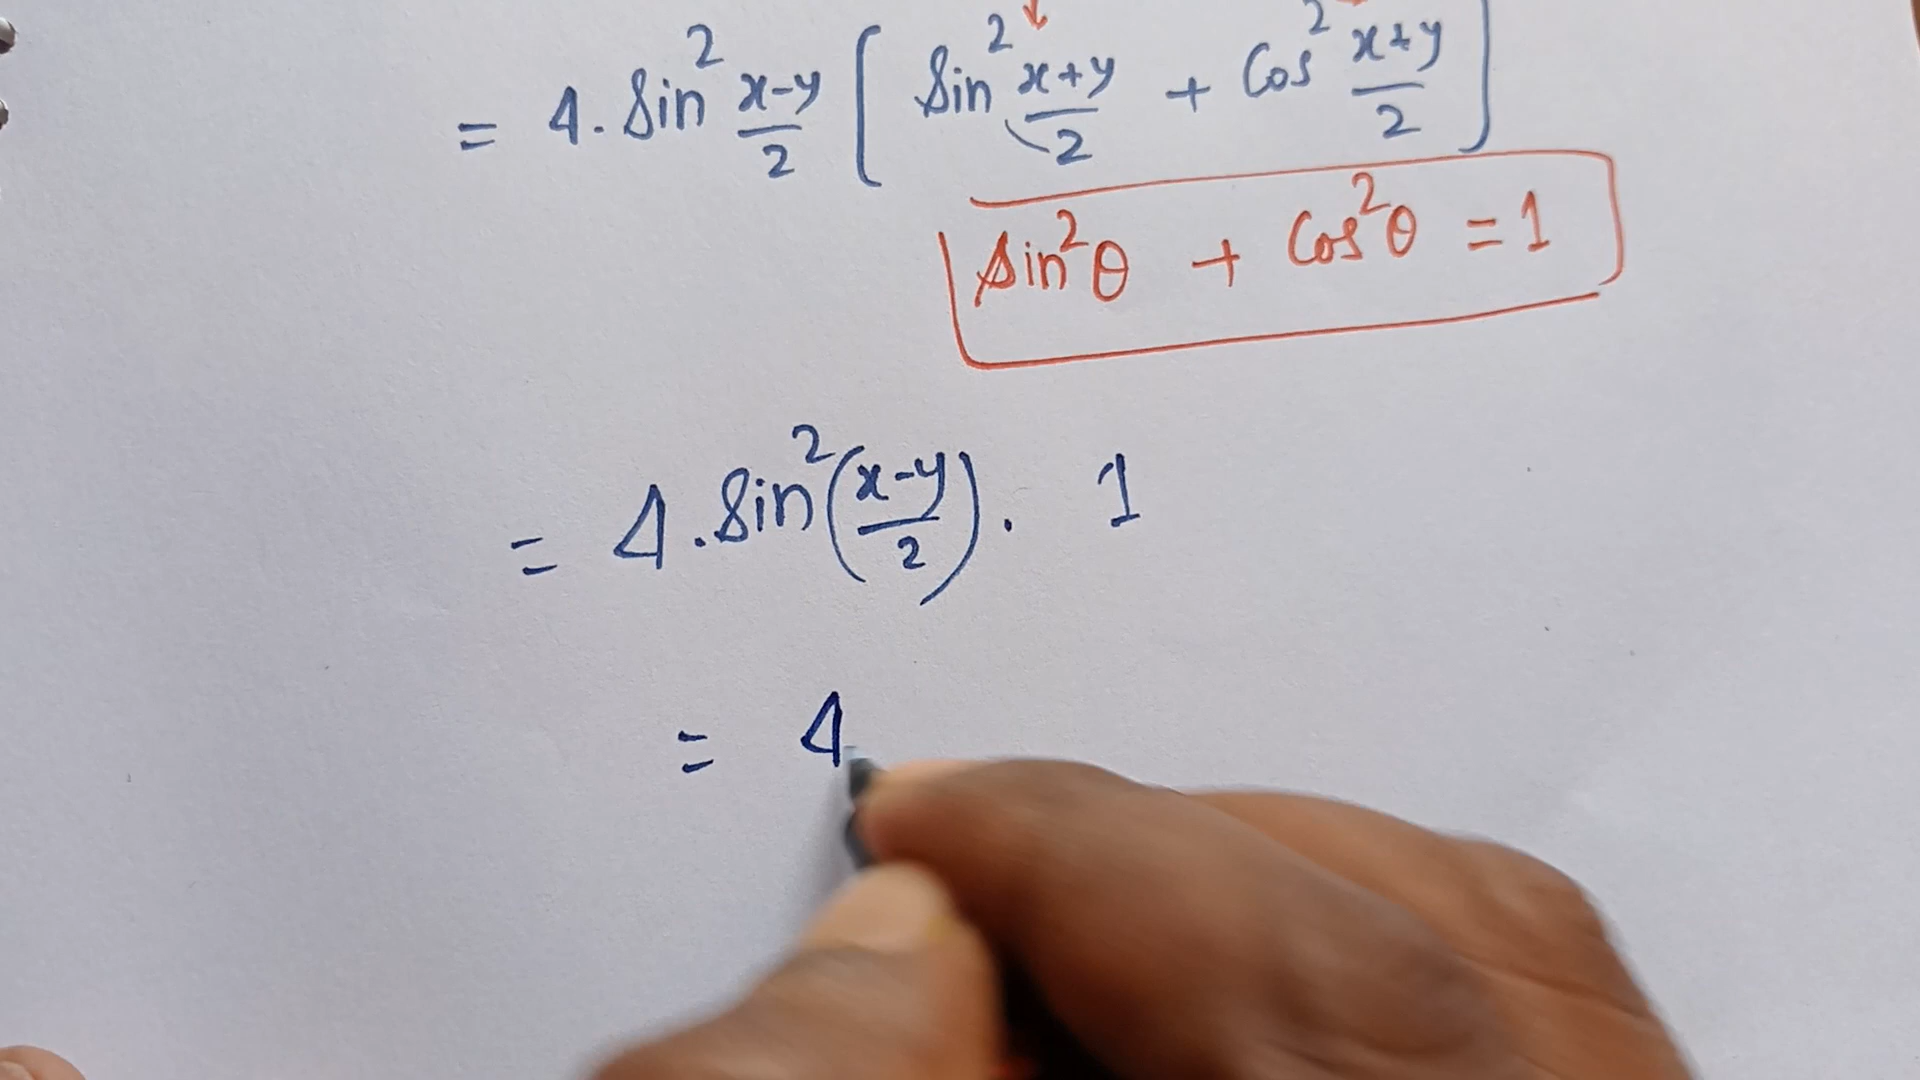 = 4. Sin² x-y/2 [ Sin² x+y/2 + Cos² x+y/2 ]
Sin²θ + Cos²θ = 1
= 4. Sin² (x-y/2) . 1
= 4